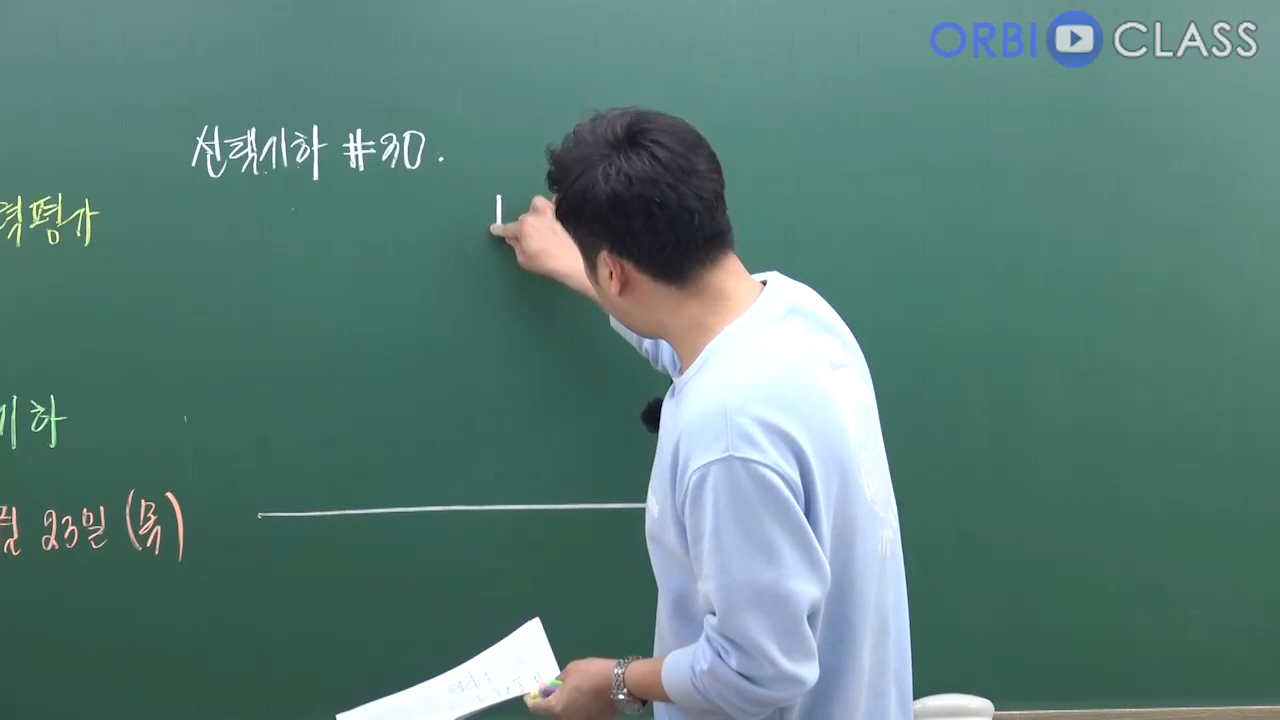 ORBI CLASS
선택기하 #30.
력평가
기하
월 23일 (목)